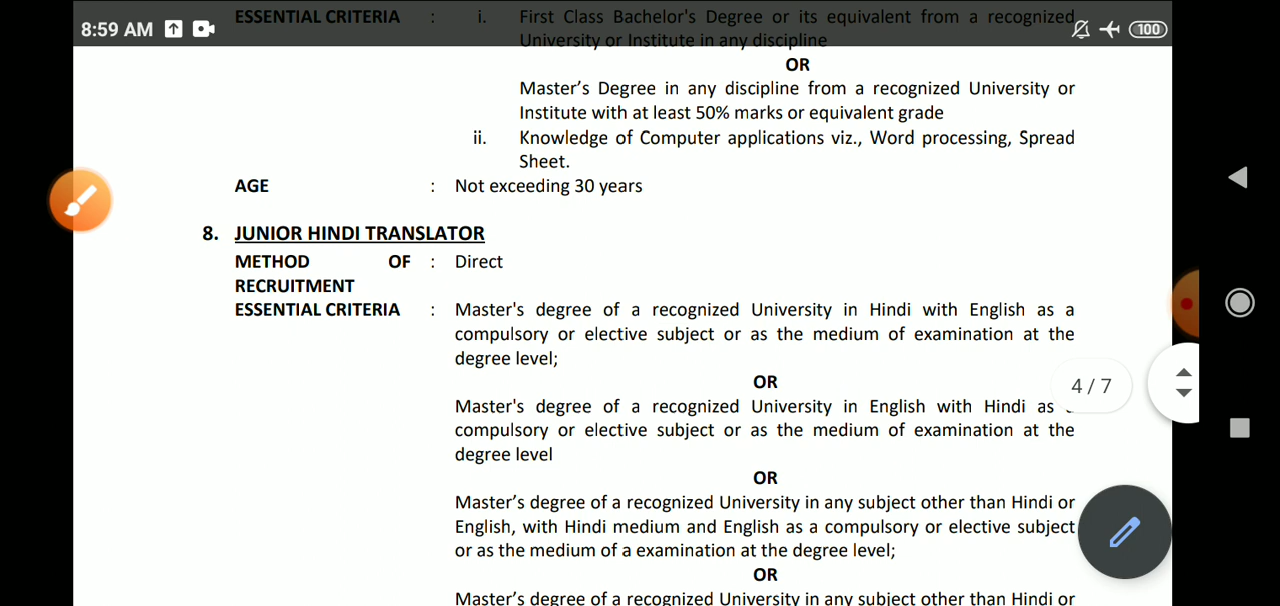 ESSENTIAL CRITERIA : i. First Class Bachelor's Degree or its equivalent from a recognized
8:59 AM 100
University or Institute in any discipline
OR
Master’s Degree in any discipline from a recognized University or
Institute with at least 50% marks or equivalent grade
ii. Knowledge of Computer applications viz., Word processing, Spread
Sheet.
AGE : Not exceeding 30 years
8. JUNIOR HINDI TRANSLATOR
METHOD OF : Direct
RECRUITMENT
ESSENTIAL CRITERIA : Master's degree of a recognized University in Hindi with English as a
compulsory or elective subject or as the medium of examination at the
degree level;
OR
4 / 7
Master's degree of a recognized University in English with Hindi as
compulsory or elective subject or as the medium of examination at the
degree level
OR
Master’s degree of a recognized University in any subject other than Hindi or
English, with Hindi medium and English as a compulsory or elective subject
or as the medium of a examination at the degree level;
OR
Master’s degree of a recognized University in any subject other than Hindi or